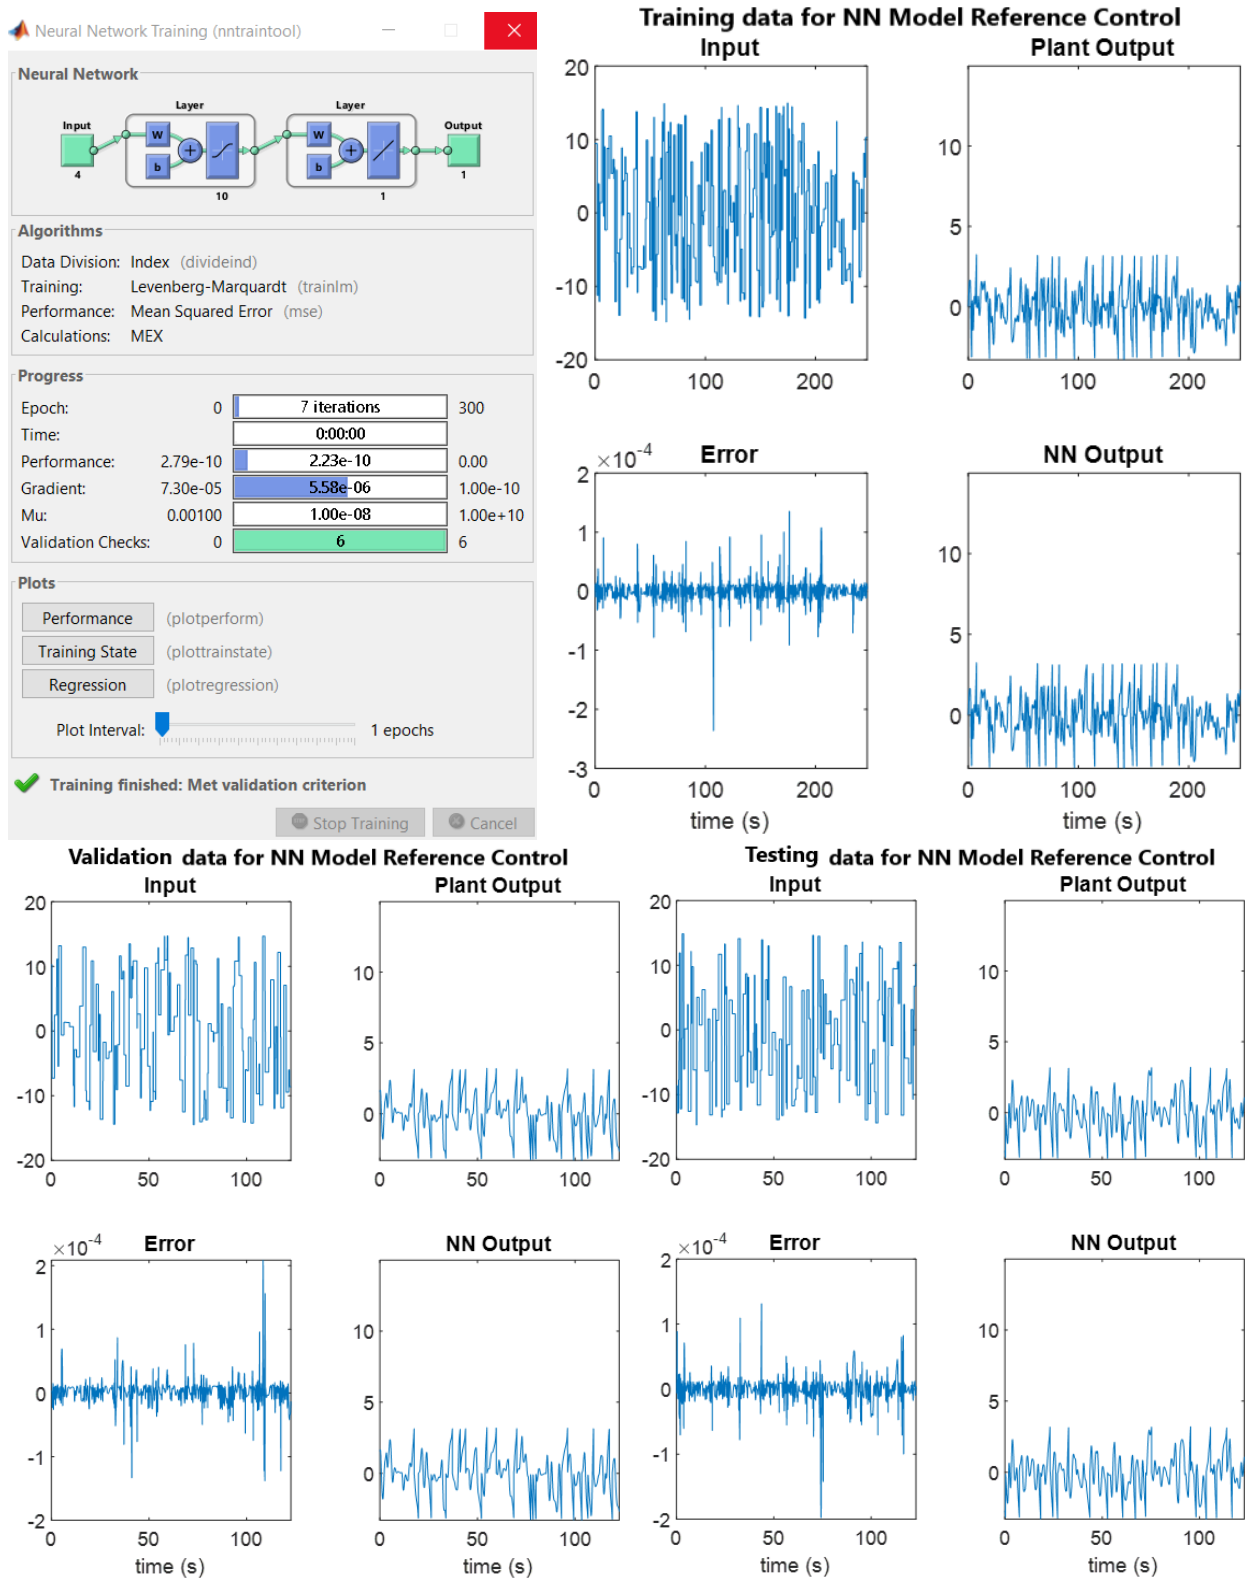 Neural Network Training (nntraintool)
Neural Network
Layer Layer
Input Output
W W
b b
4 10 1 1
Algorithms
Data Division: Index (divideind)
Training: Levenberg-Marquardt (trainlm)
Performance: Mean Squared Error (mse)
Calculations: MEX
Progress
Epoch: 0 7 iterations 300
Time: 0:00:00
Performance: 2.79e-10 2.23e-10 0.00
Gradient: 7.30e-05 5.58e-06 1.00e-10
Mu: 0.00100 1.00e-08 1.00e+10
Validation Checks: 0 6 6
Plots
Performance (plotperform)
Training State (plottrainstate)
Regression (plotregression)
Plot Interval: 1 epochs
Training finished: Met validation criterion
Stop Training Cancel
Training data for NN Model Reference Control
Input
20
10
0
-10
-20
0 100 200
Plant Output
10
5
0
0 100 200
Error
×10-4
2
1
0
-1
-2
-3
0 100 200
time (s)
NN Output
10
5
0
0 100 200
time (s)
Validation data for NN Model Reference Control
Input
20
10
0
-10
-20
0 50 100
Plant Output
10
5
0
0 50 100
Error
×10-4
2
1
0
-1
-2
0 50 100
time (s)
NN Output
10
5
0
0 50 100
time (s)
Testing data for NN Model Reference Control
Input
20
10
0
-10
-20
0 50 100
Plant Output
10
5
0
0 50 100
Error
×10-4
2
1
0
-1
-2
0 50 100
time (s)
NN Output
10
5
0
0 50 100
time (s)